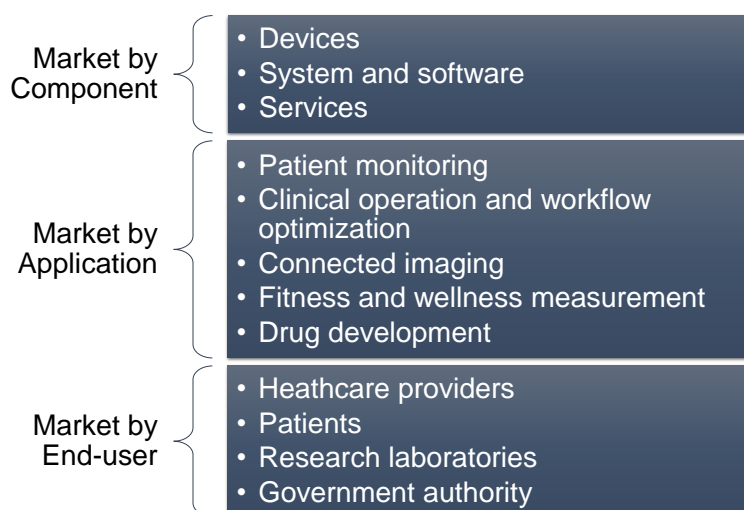 Market by
Component
• Devices
• System and software
• Services
Market by
Application
• Patient monitoring
• Clinical operation and workflow
optimization
• Connected imaging
• Fitness and wellness measurement
• Drug development
Market by
End-user
• Heathcare providers
• Patients
• Research laboratories
• Government authority